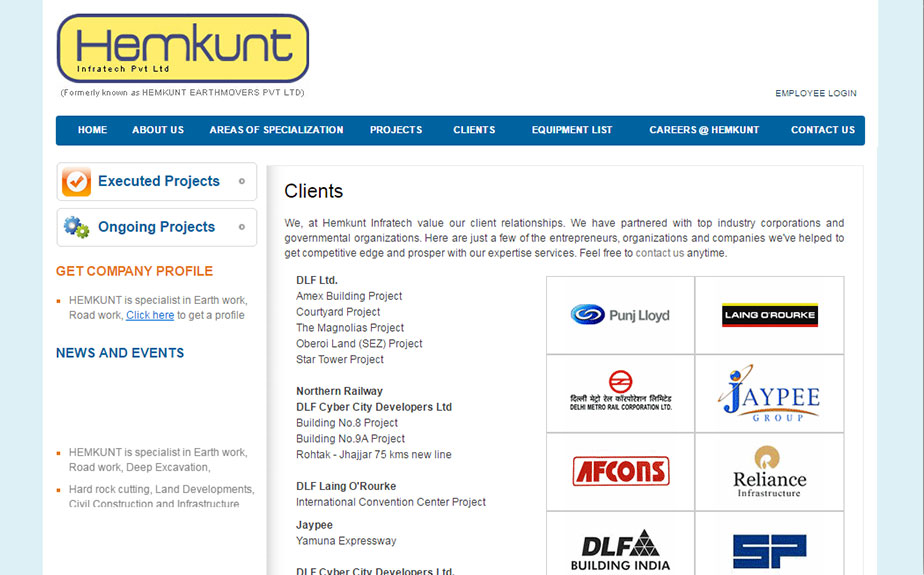 Hemkunt
Infratech Pvt Ltd
(Formerly known as HEMKUNT EARTHMOVERS PVT LTD)
EMPLOYEE LOGIN
HOME ABOUT US AREAS OF SPECIALIZATION PROJECTS CLIENTS EQUIPMENT LIST CAREERS @ HEMKUNT CONTACT US
Executed Projects
Ongoing Projects
GET COMPANY PROFILE
HEMKUNT is specialist in Earth work,
Road work, Click here to get a profile
NEWS AND EVENTS
HEMKUNT is specialist in Earth work,
Road work, Deep Excavation,
Hard rock cutting, Land Developments,
Civil Construction and Infrastructure
Clients
We, at Hemkunt Infratech value our client relationships. We have partnered with top industry corporations and
governmental organizations. Here are just a few of the entrepreneurs, organizations and companies we've helped to
get competitive edge and prosper with our expertise services. Feel free to contact us anytime.
DLF Ltd.
Amex Building Project
Courtyard Project
The Magnolias Project
Oberoi Land (SEZ) Project
Star Tower Project
Northern Railway
DLF Cyber City Developers Ltd
Building No.8 Project
Building No.9A Project
Rohtak - Jhajjar 75 kms new line
DLF Laing O'Rourke
International Convention Center Project
Jaypee
Yamuna Expressway
DLF Cyber City Developers Ltd.
Punj Lloyd
LAING O'ROURKE
दिल्ली मेट्रो रेल कॉरपोरेशन लिमिटेड
DELHI METRO RAIL CORPORATION LTD.
JAYPEE
GROUP
AFCONS
Reliance
Infrastructure
DLF
BUILDING INDIA
SP